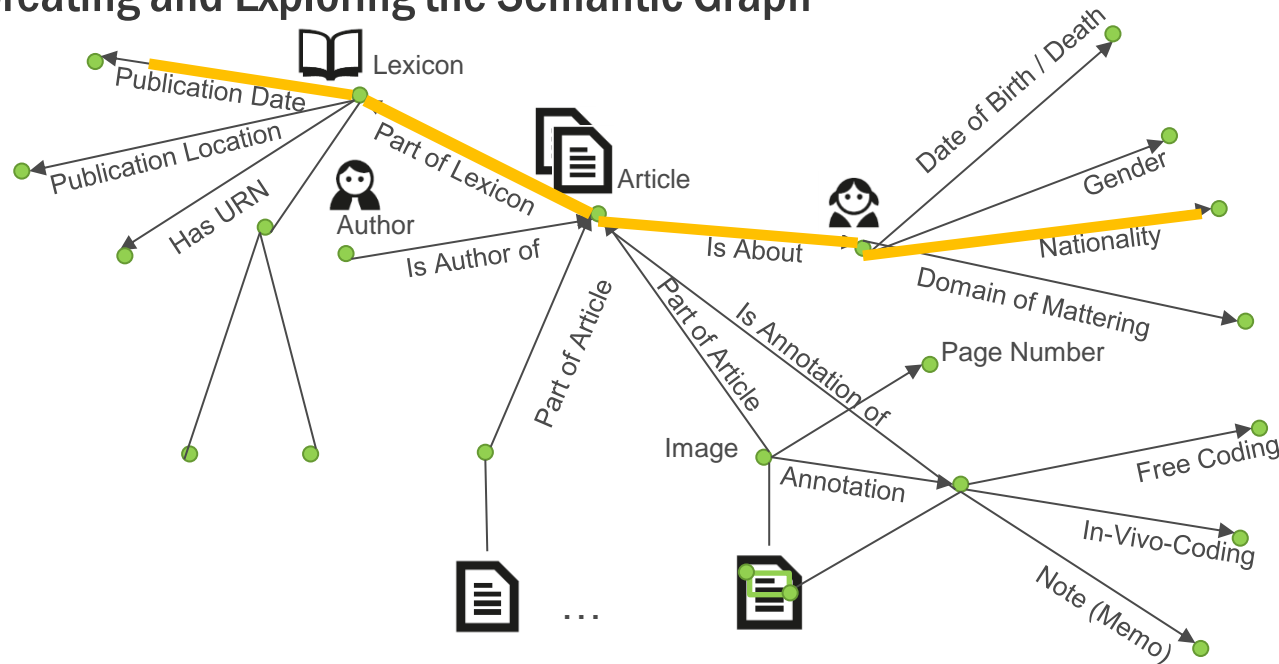 Creating and Exploring the Semantic Graph
Lexicon
Publication Date
Publication Location
Has URN
Part of Lexicon
Author
Is Author of
Article
Is About
Date of Birth / Death
Gender
Nationality
Domain of Mattering
Part of Article
Part of Article
Is Annotation of
Page Number
Image
Annotation
Free Coding
In-Vivo-Coding
Note (Memo)
...